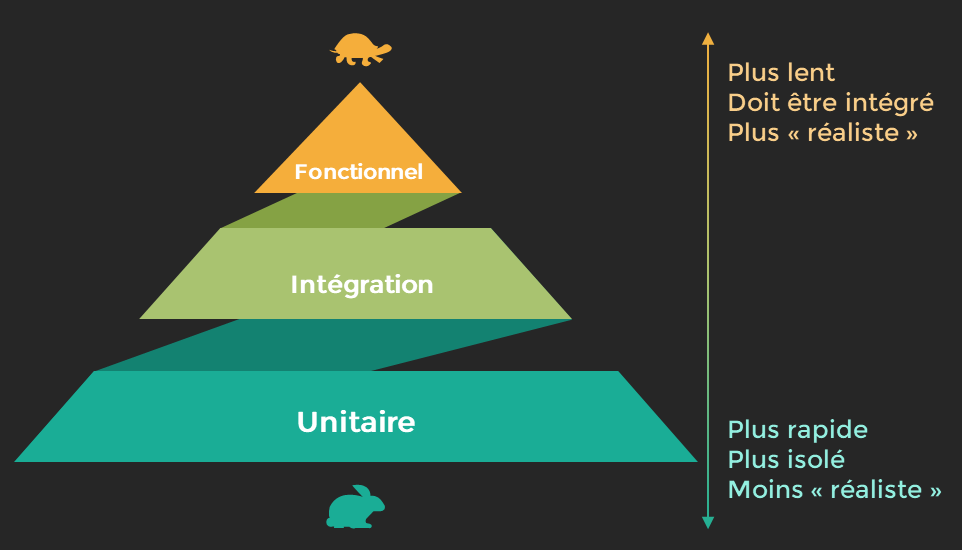 Plus lent
Doit être intégré
Plus « réaliste »
Fonctionnel
Intégration
Unitaire
Plus rapide
Plus isolé
Moins « réaliste »